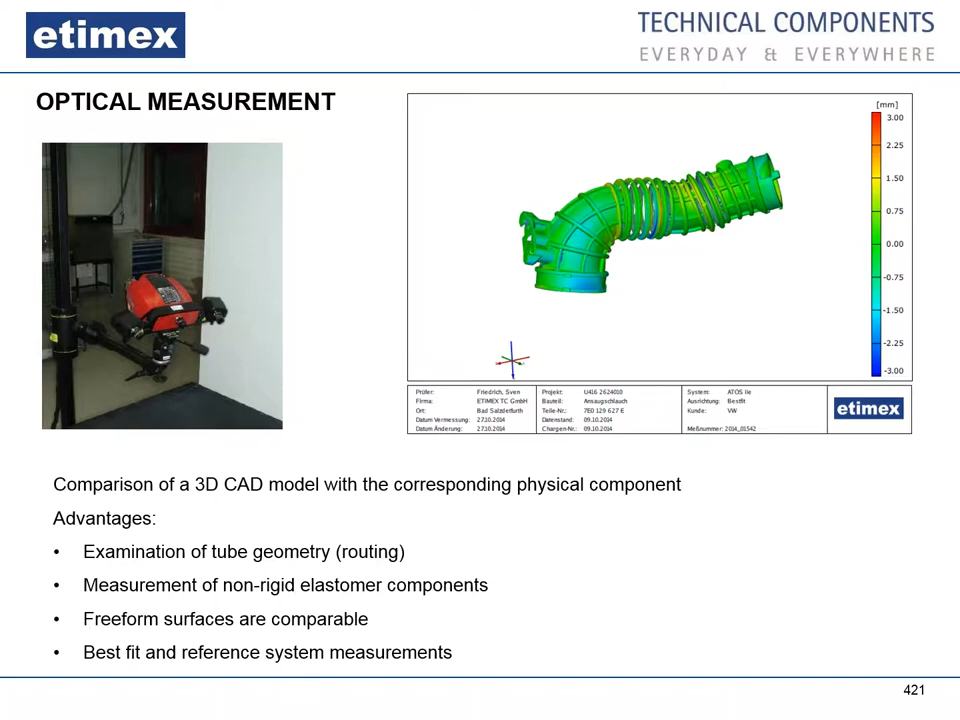 etimex
TECHNICAL COMPONENTS
EVERYDAY & EVERYWHERE
OPTICAL MEASUREMENT
[mm]
3.00
2.25
1.50
0.75
0.00
-0.75
-1.50
-2.25
-3.00
Prüfer: Friedrich, Sven Projekt: U416 2624010 System: ATOS IIe
Firma: ETIMEX TC GmbH Bauteil: Ansaugschlauch Ausrichtung: Bestfit
Ort: Bad Salzdetfurth Teile-Nr.: 7E0 129 627 E Kunde: VW
Datum Vermessung: 27.10.2014 Datenstand: 09.10.2014
Datum Änderung: 27.10.2014 Chargen-Nr.: 09.10.2014 Meßnummer: 2014_01542
etimex
Comparison of a 3D CAD model with the corresponding physical component
Advantages:
• Examination of tube geometry (routing)
• Measurement of non-rigid elastomer components
• Freeform surfaces are comparable
• Best fit and reference system measurements
421